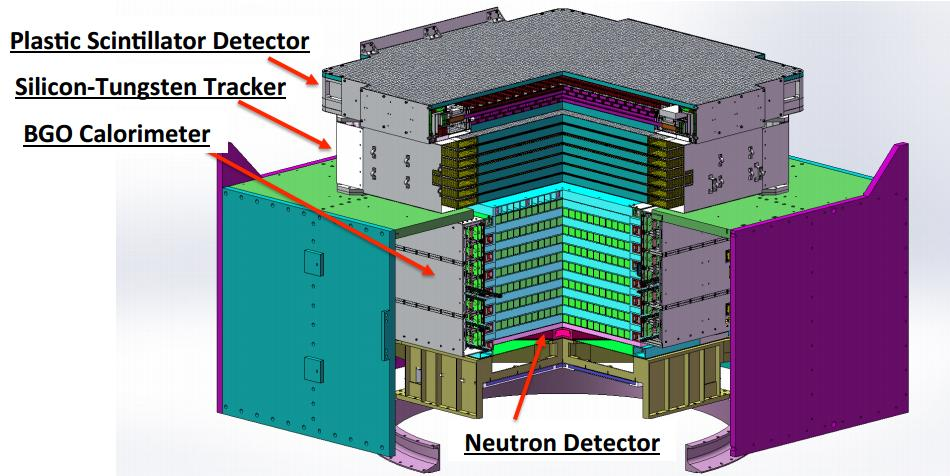 Plastic Scintillator Detector
Silicon-Tungsten Tracker
BGO Calorimeter
Neutron Detector